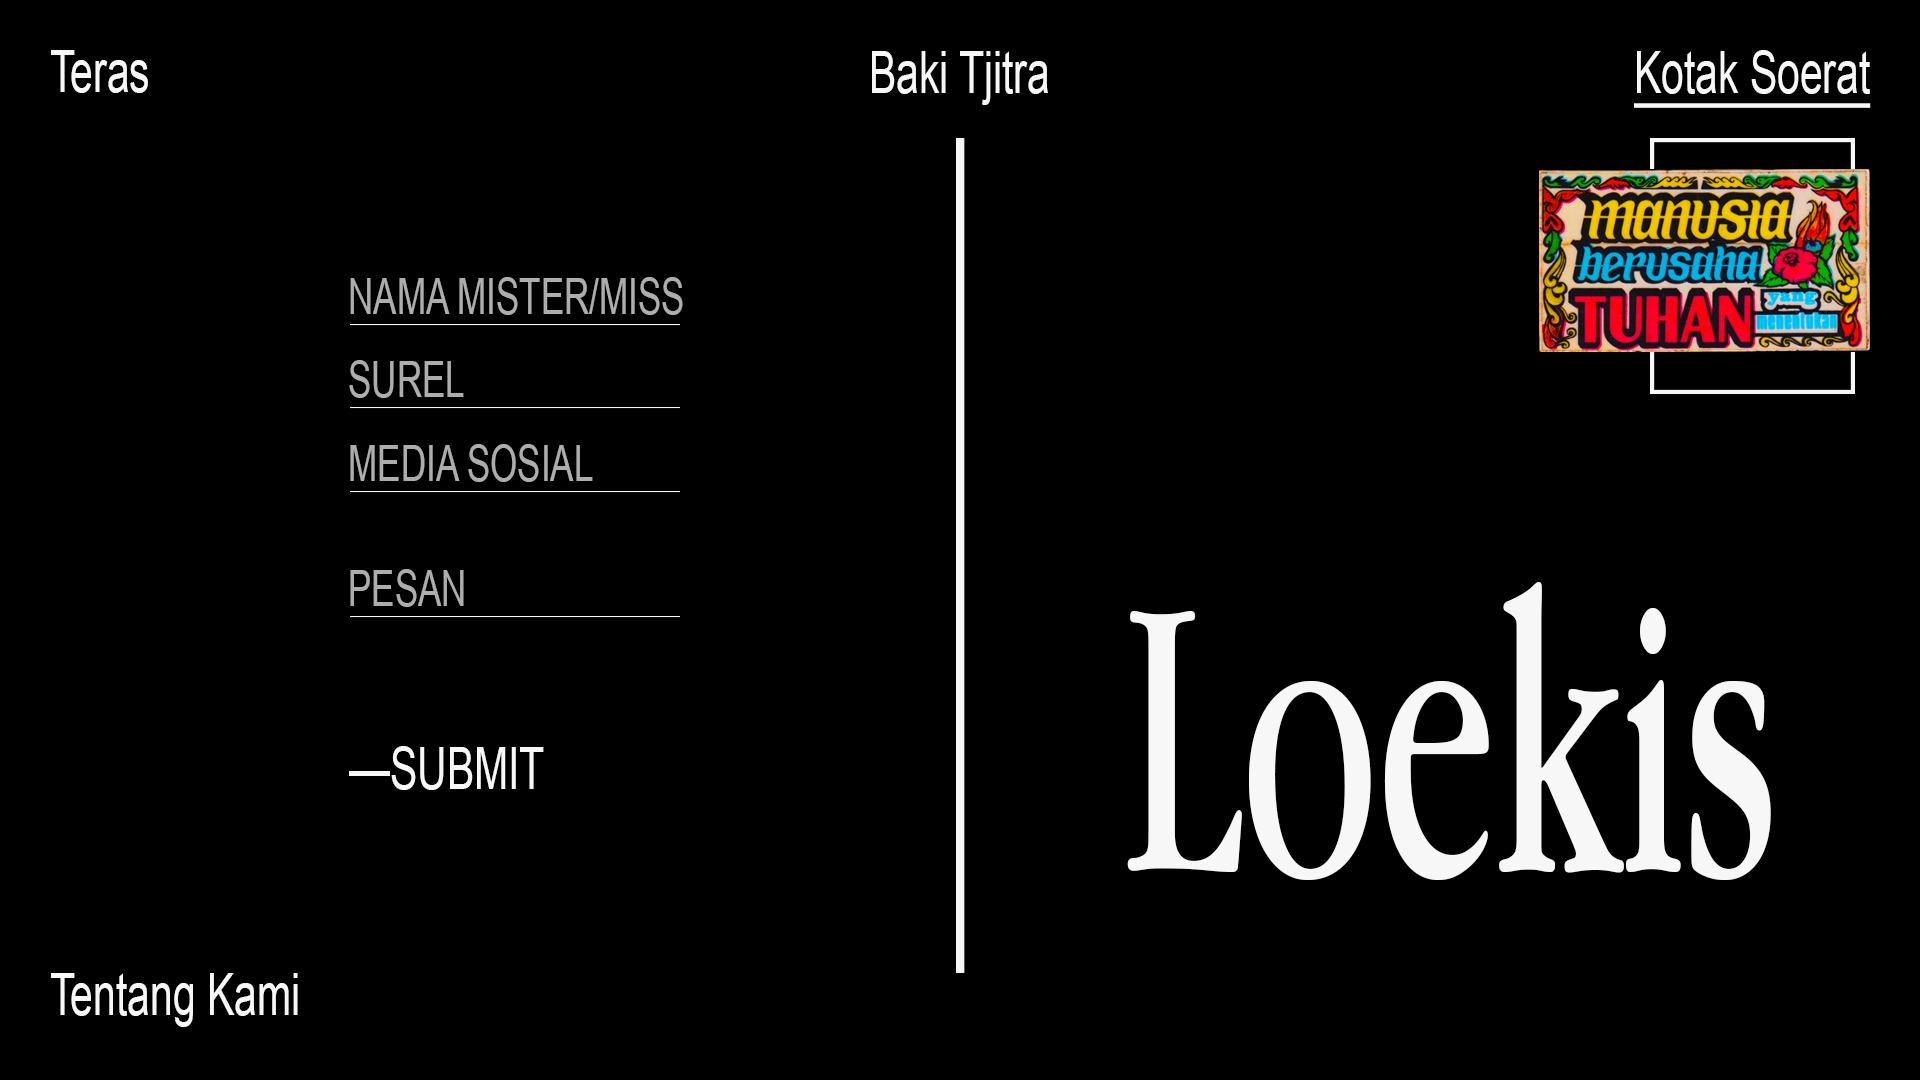 Teras
Baki Tjitra
Kotak Soerat
manusia
berusaha
TUHAN yang
menentukan
NAMA MISTER/MISS
SUREL
MEDIA SOSIAL
PESAN
—SUBMIT
Loekis
Tentang Kami